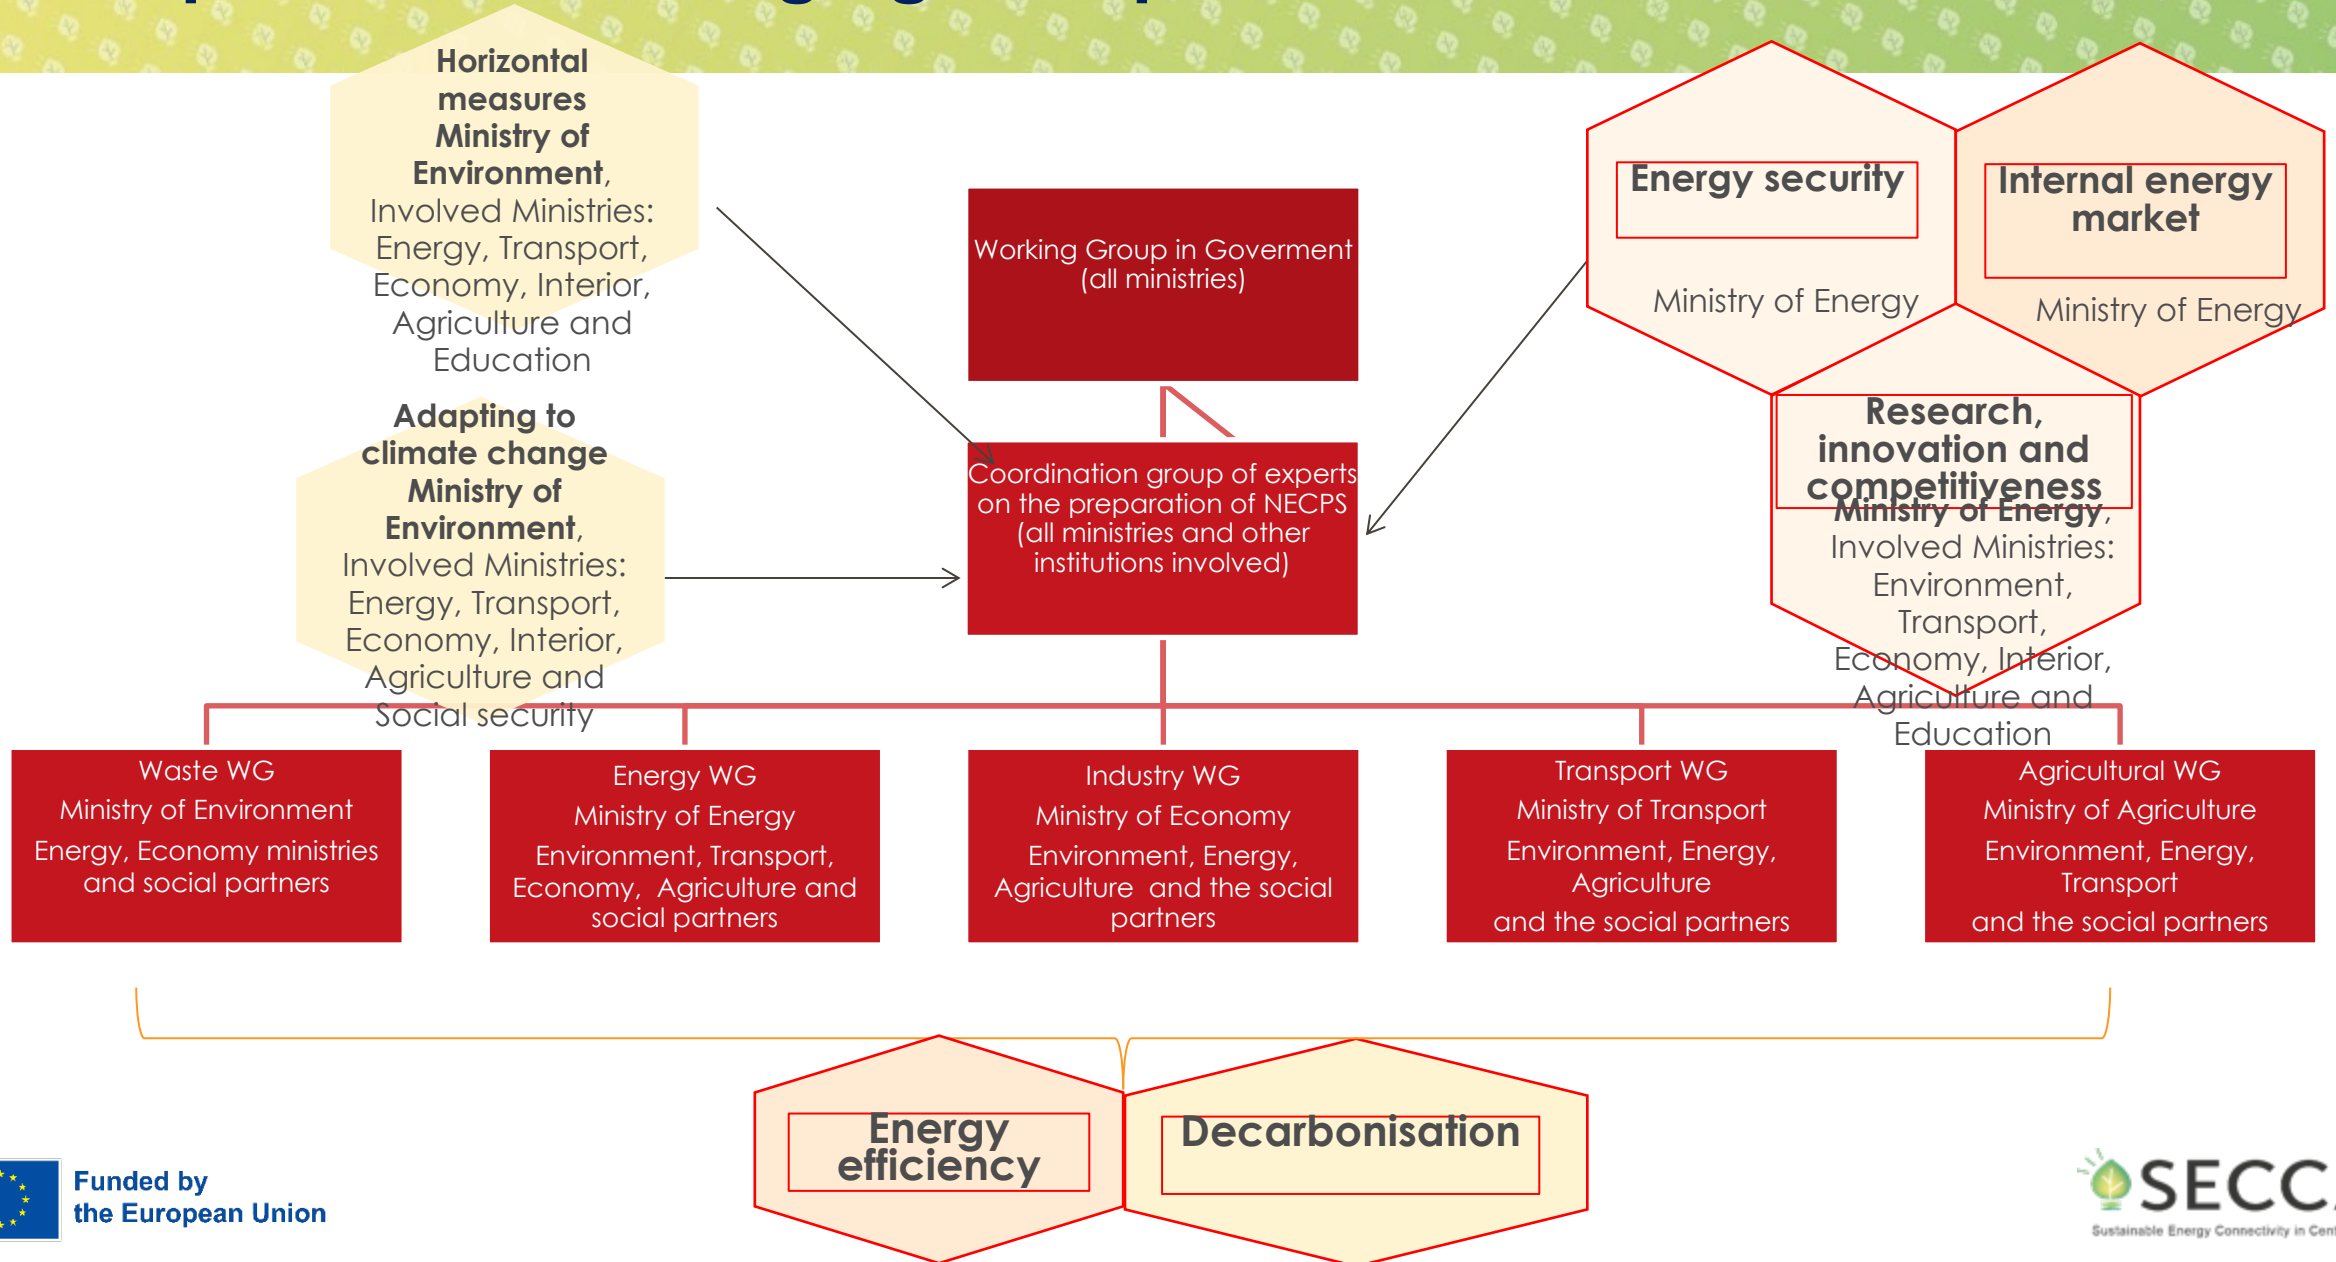 Horizontal
measures
Ministry of
Environment,
Involved Ministries:
Energy, Transport,
Economy, Interior,
Agriculture and
Education
Adapting to
climate change
Ministry of
Environment,
Involved Ministries:
Energy, Transport,
Economy, Interior,
Agriculture and
Social security
Working Group in Goverment
(all ministries)
Coordination group of experts
on the preparation of NECPS
(all ministries and other
institutions involved)
Energy security
Ministry of Energy
Internal energy
market
Ministry of Energy
Research,
innovation and
competitiveness
Ministry of Energy,
Involved Ministries:
Environment,
Transport,
Economy, Interior,
Agriculture and
Education
Waste WG
Ministry of Environment
Energy, Economy ministries
and social partners
Energy WG
Ministry of Energy
Environment, Transport,
Economy, Agriculture and
social partners
Industry WG
Ministry of Economy
Environment, Energy,
Agriculture and the social
partners
Transport WG
Ministry of Transport
Environment, Energy,
Agriculture
and the social partners
Agricultural WG
Ministry of Agriculture
Environment, Energy,
Transport
and the social partners
Energy
efficiency
Decarbonisation
Funded by
the European Union
SECC
Sustainable Energy Connectivity in Cent